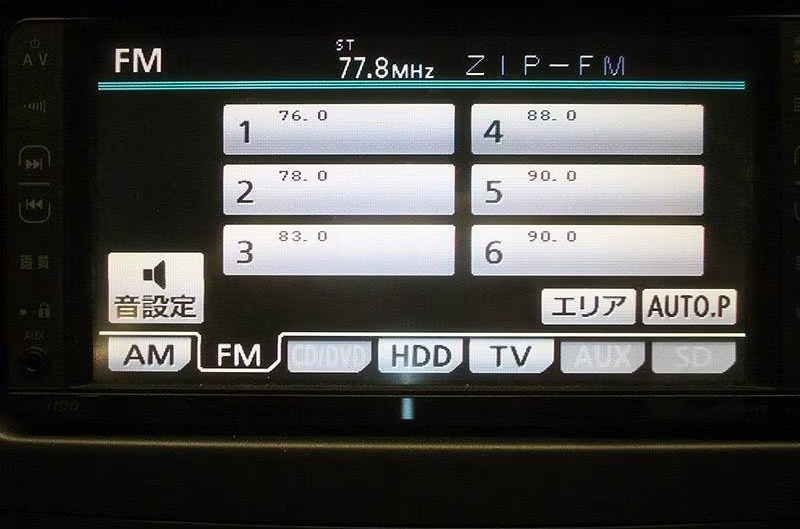 ST
FM 77.8MHz ZIP-FM
AV
1 76.0
4 88.0
2 78.0
5 90.0
3 83.0
6 90.0
画質
音設定
エリア
AUTO.P
AUX
AM FM CD/DVD HDD TV AUX SD
HDD